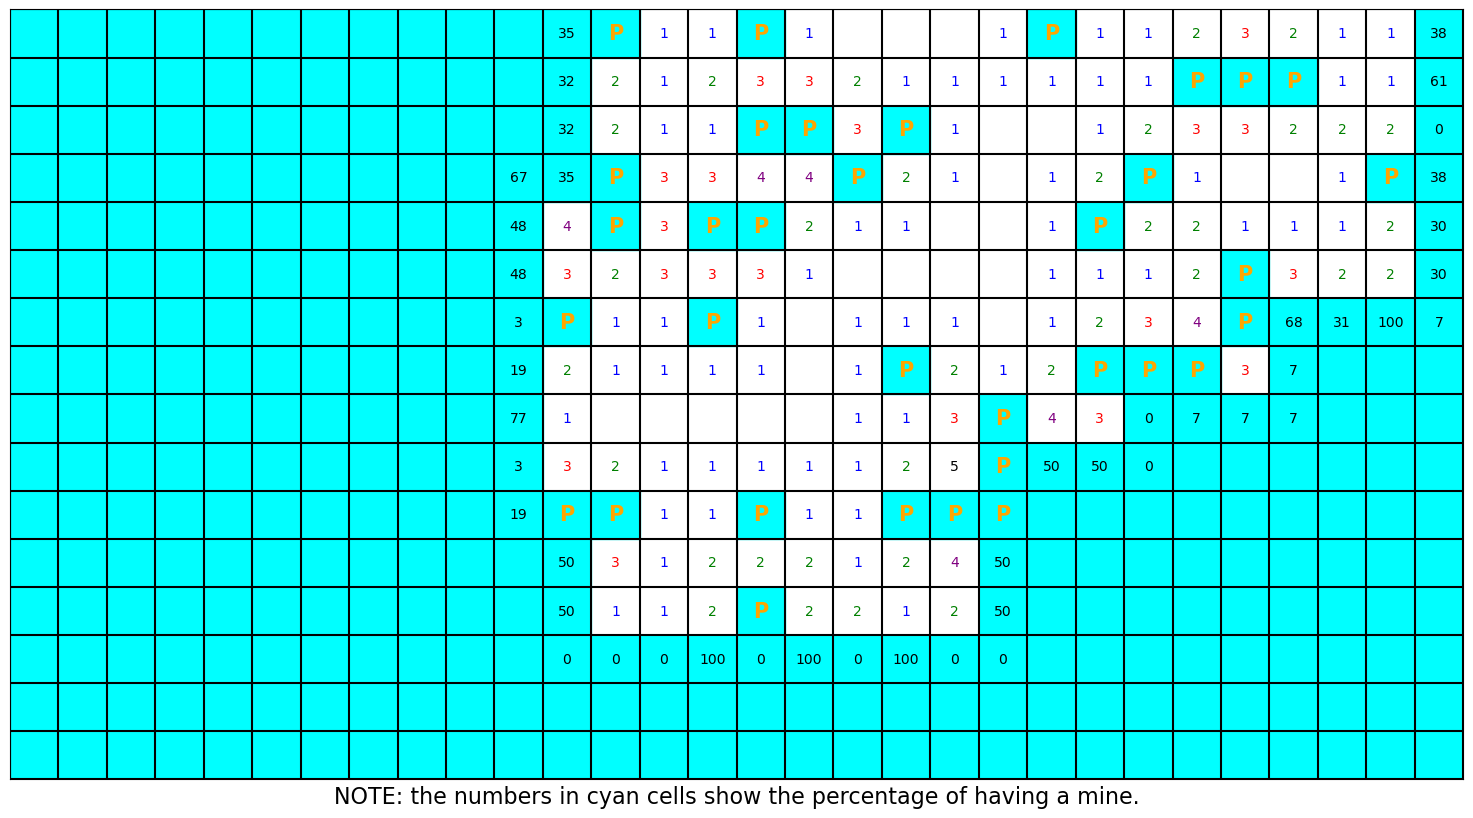 35 P 1 1 P 1 1 P 1 1 2 3 2 1 1 38
32 2 1 2 3 3 2 1 1 1 1 1 1 P P P 1 1 61
32 2 1 1 P P 3 P 1 1 2 3 3 2 2 2 0
67 35 P 3 3 4 4 P 2 1 1 2 P 1 1 P 38
48 4 P 3 P P 2 1 1 1 P 2 2 1 1 1 2 30
48 3 2 3 3 3 1 1 1 1 2 P 3 2 2 30
3 P 1 1 P 1 1 1 1 1 2 3 4 P 68 31 100 7
19 2 1 1 1 1 1 P 2 1 2 P P P 3 7
77 1 1 1 3 P 4 3 0 7 7 7
3 3 2 1 1 1 1 1 2 5 P 50 50 0
19 P P 1 1 P 1 1 P P P
50 3 1 2 2 2 1 2 4 50
50 1 1 2 P 2 2 1 2 50
0 0 0 100 0 100 0 100 0 0
NOTE: the numbers in cyan cells show the percentage of having a mine.